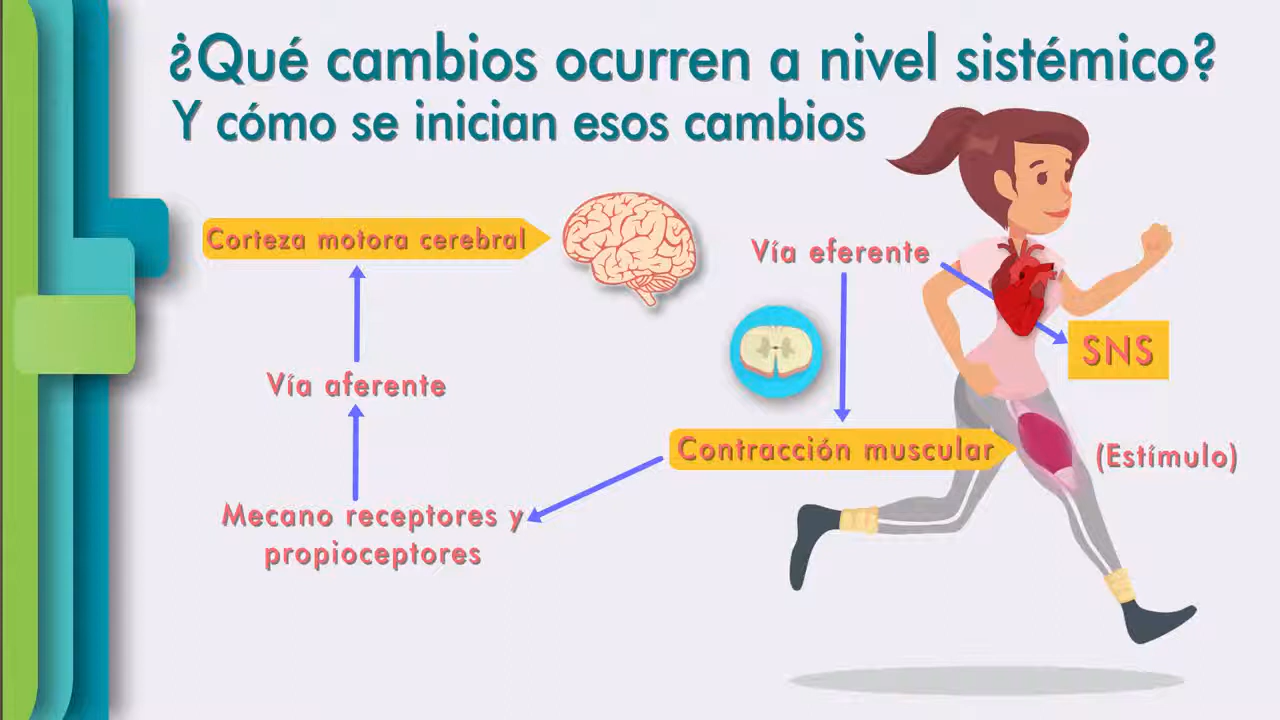 ¿Qué cambios ocurren a nivel sistémico?
Y cómo se inician esos cambios
Corteza motora cerebral
Vía eferente
SNS
Vía aferente
Contracción muscular
(Estímulo)
Mecano receptores y
propioceptores